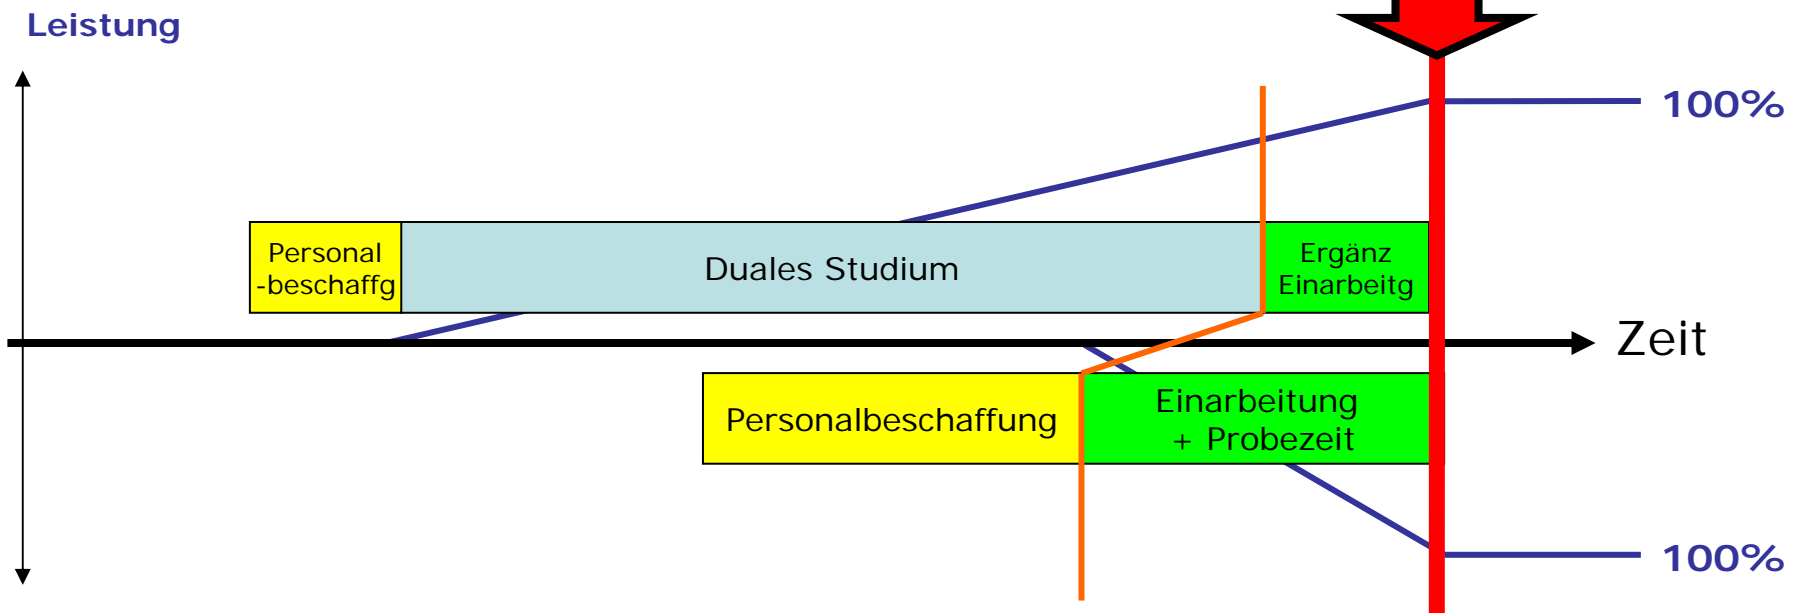 Leistung
100%
Personal
-beschaffg
Duales Studium
Ergänz
Einarbeitg
Zeit
Personalbeschaffung
Einarbeitung
+ Probezeit
100%